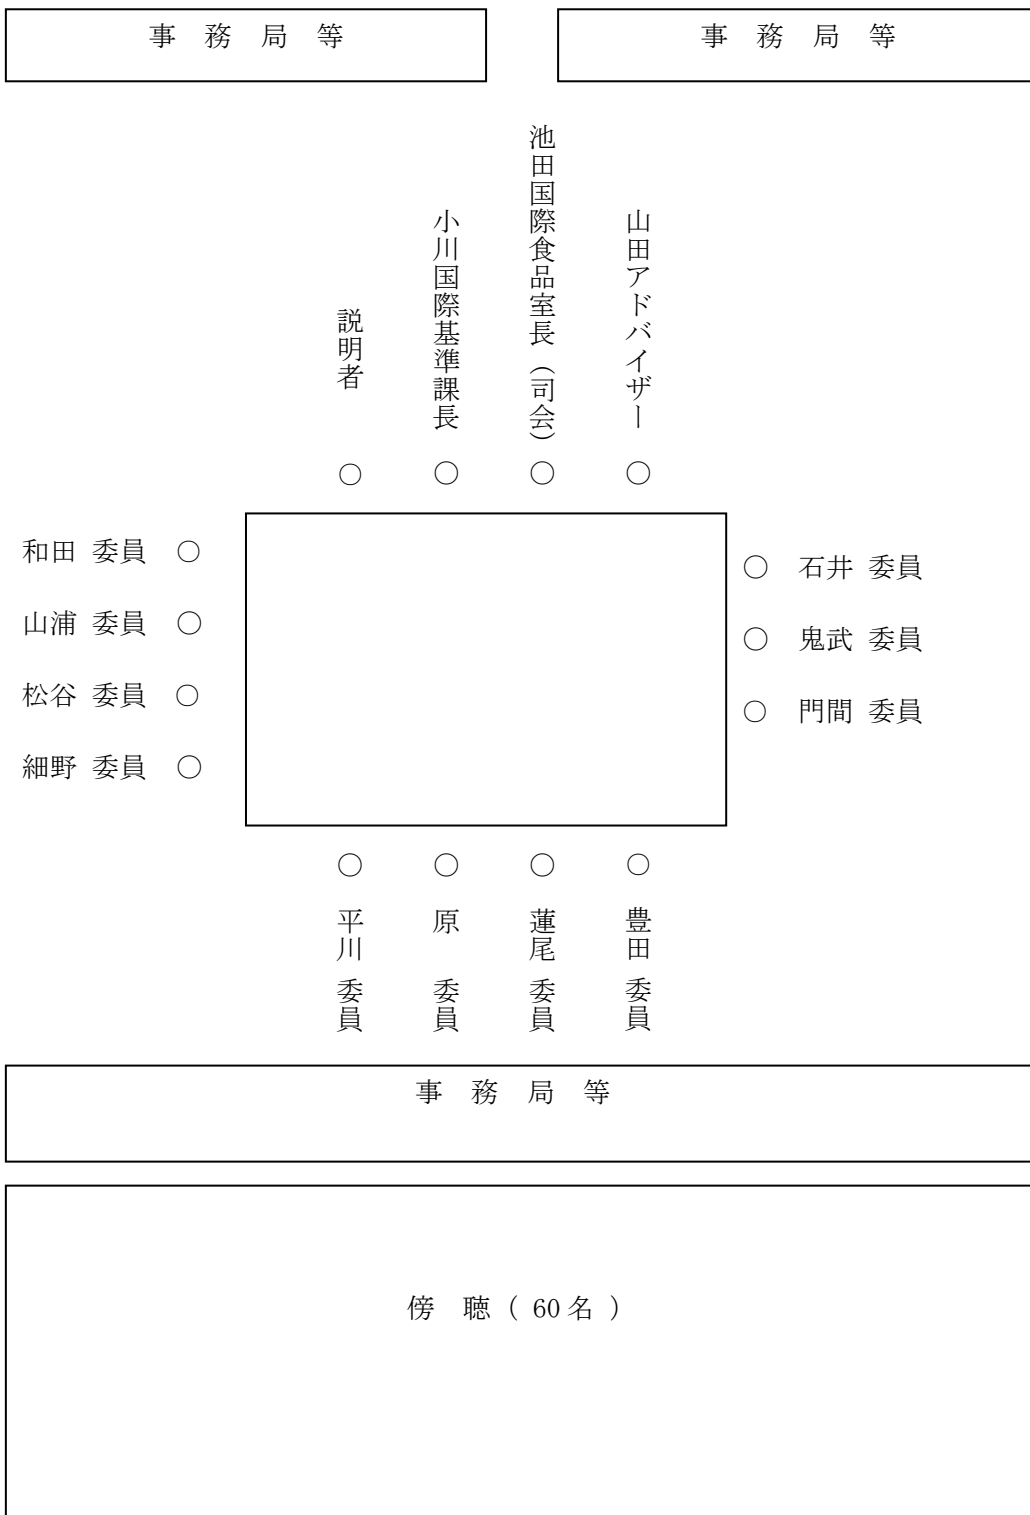 事 務 局 等
事 務 局 等
説明者
小川国際基準課長
池田国際食品室長（司会）
山田アドバイザー
○
○
○
○
和田 委員 ○
山浦 委員 ○
松谷 委員 ○
細野 委員 ○
○ 石井 委員
○ 鬼武 委員
○ 門間 委員
○
○
○
○
平川 委員
原 委員
蓮尾 委員
豊田 委員
事 務 局 等
傍 聴（ 60 名 ）